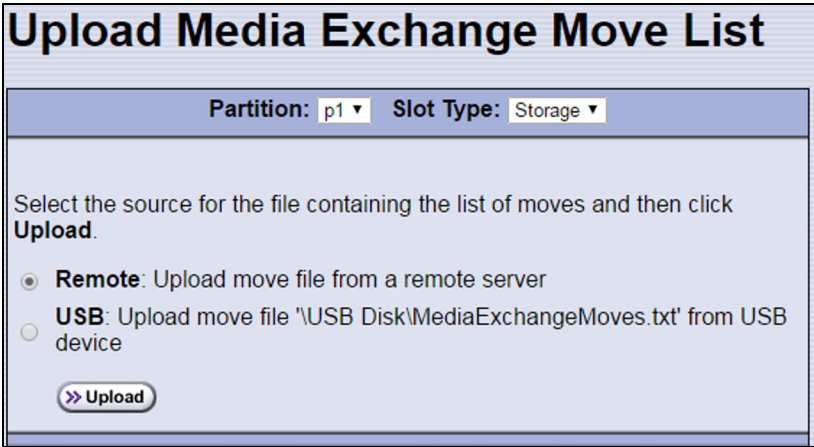 Upload Media Exchange Move List
Partition: p1 Slot Type: Storage
Select the source for the file containing the list of moves and then click
Upload.
Remote: Upload move file from a remote server
USB: Upload move file '\USB Disk\MediaExchangeMoves.txt' from USB
device
Upload